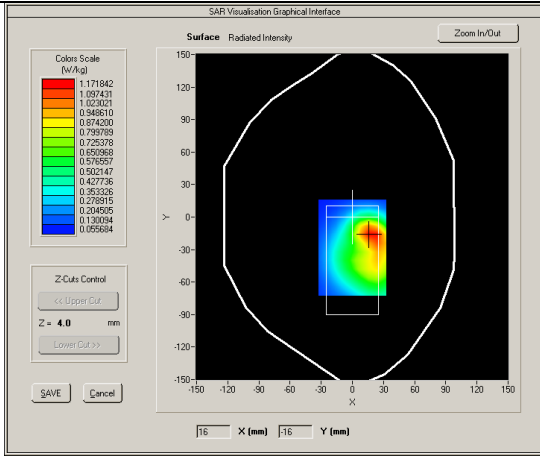 SAR Visualisation Graphical Interface
Surface Radiated Intensity
Zoom In/Out
Colors Scale
(W/kg)
1.171842
1.097431
1.023021
0.948610
0.874200
0.799789
0.725378
0.650968
0.576557
0.502147
0.427736
0.353326
0.278915
0.204505
0.130094
0.055684
Z-Cuts Control
<< Upper Cut
Z = 4.0 mm
Lower Cut >>
SAVE
Cancel
150
120
90
60
30
0
-30
-60
-90
-120
-150
Y
-150 -120 -90 -60 -30 0 30 60 90 120 150
X
16 X (mm) -16 Y (mm)